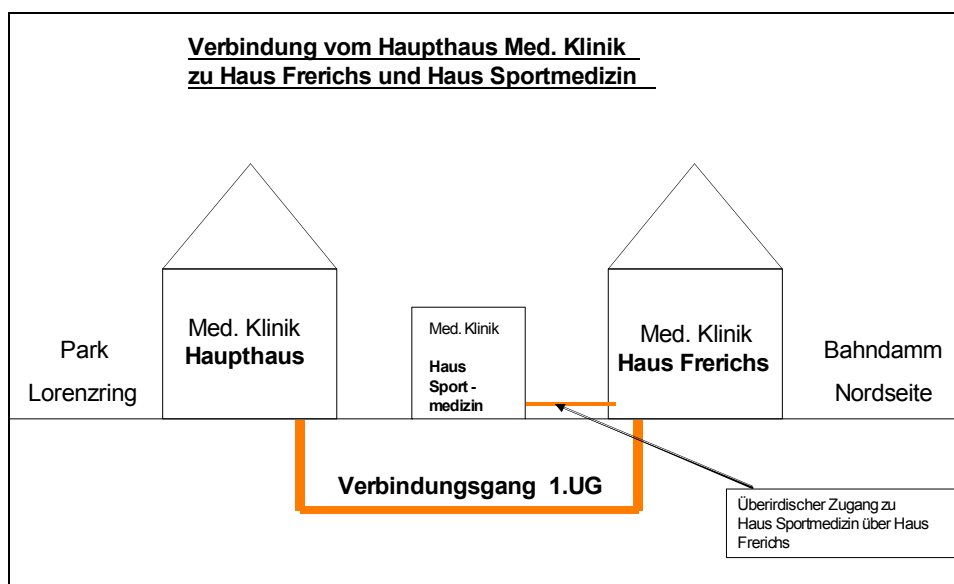 Verbindung vom Haupthaus Med. Klinik
zu Haus Frerichs und Haus Sportmedizin
Park
Lorenzring
Med. Klinik
Haupthaus
Med. Klinik
Haus
Sport -
medizin
Med. Klinik
Haus Frerichs
Bahndamm
Nordseite
Verbindungsgang 1.UG
Überirdischer Zugang zu
Haus Sportmedizin über Haus
Frerichs